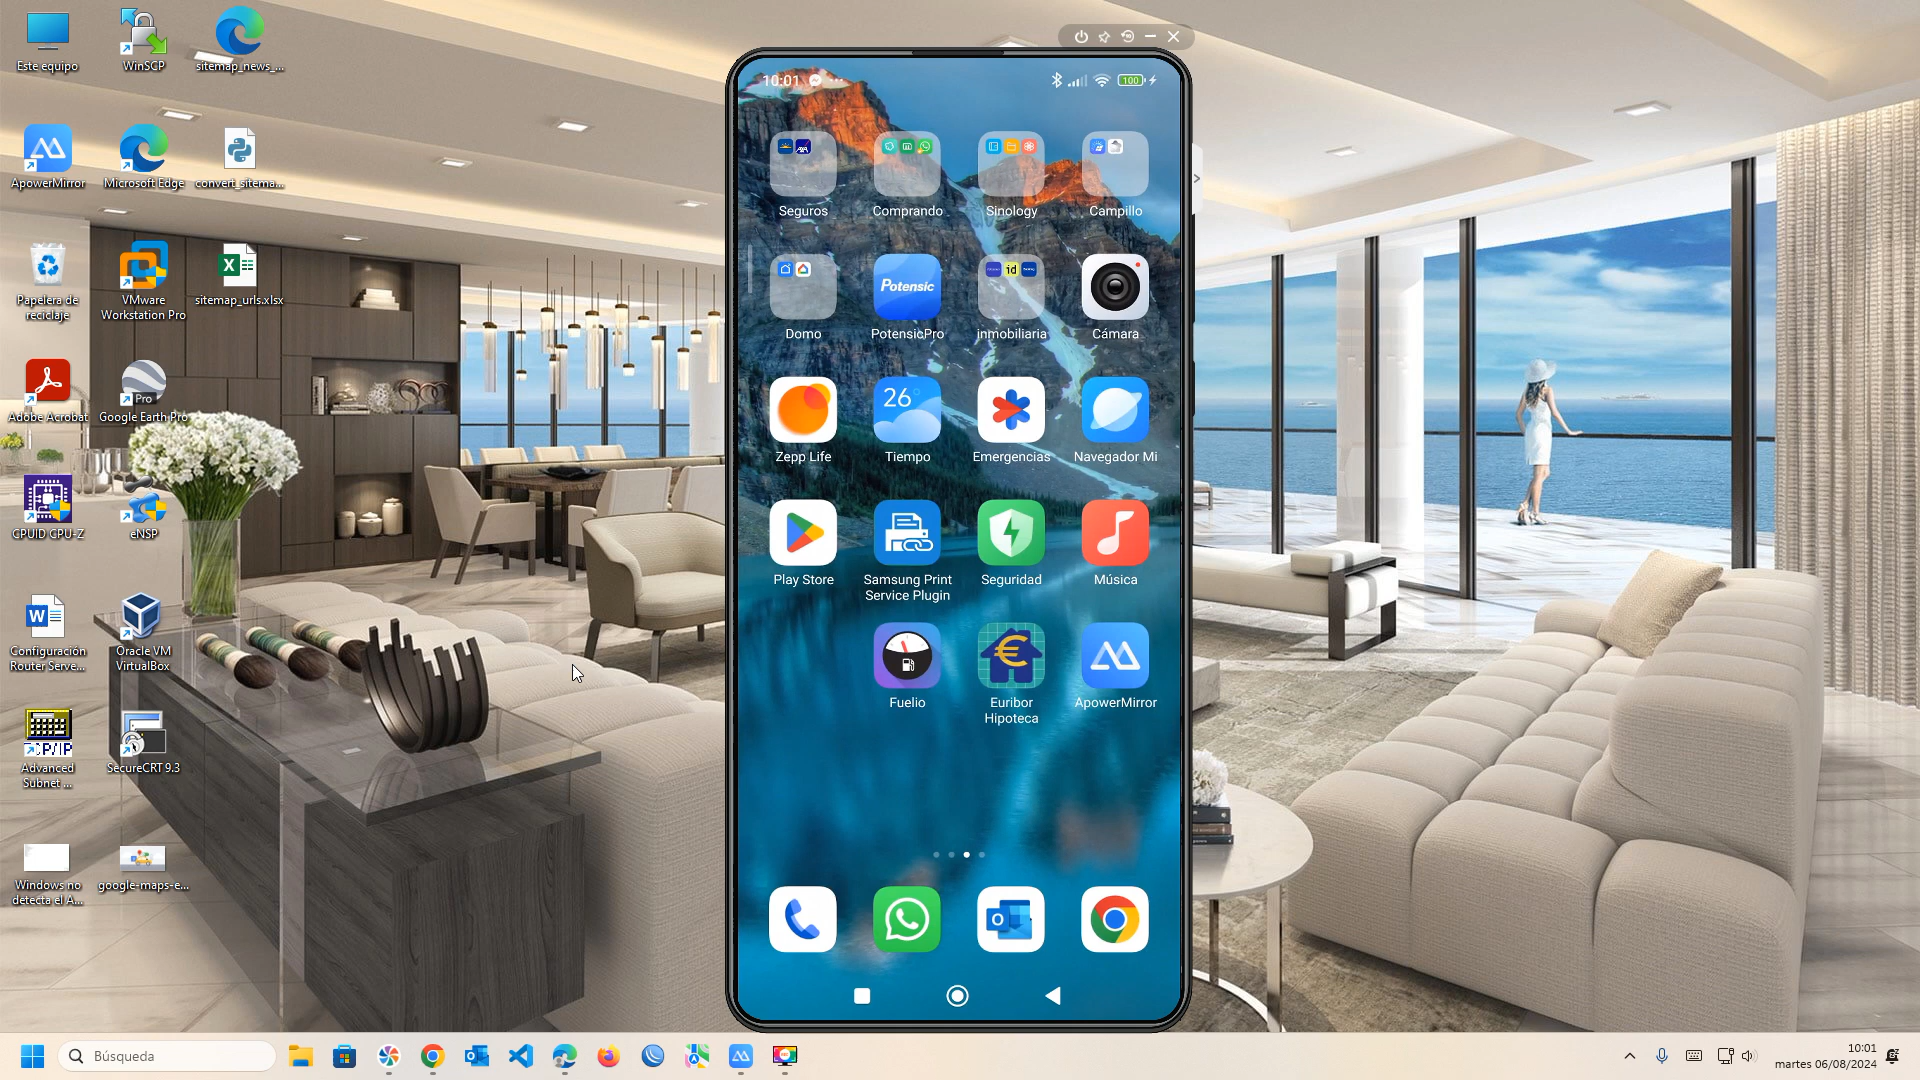 Este equipo
WinSCP
sitemap_news_...
ApowerMirror
Microsoft Edge
convert_sitema...
Papelera de
reciclaje
VMware
Workstation Pro
sitemap_urls.xlsx
Adobe Acrobat
Pro
Google Earth Pro
CPUID CPU-Z
eNSP
Configuración
Router Serve...
Oracle VM
VirtualBox
TCP/IP
Advanced
Subnet ...
SecureCRT 9.3
Windows no
detecta el A...
google-maps-e...
10:01
100
Seguros
Comprando
Sinology
Campillo
Domo
Potensic
PotensicPro
id
inmobiliaria
Cámara
Zepp Life
26°
Tiempo
Emergencias
Navegador Mi
Play Store
Samsung Print
Service Plugin
Seguridad
Música
Fuelio
Euribor
Hipoteca
ApowerMirror
Búsqueda
10:01
martes 06/08/2024